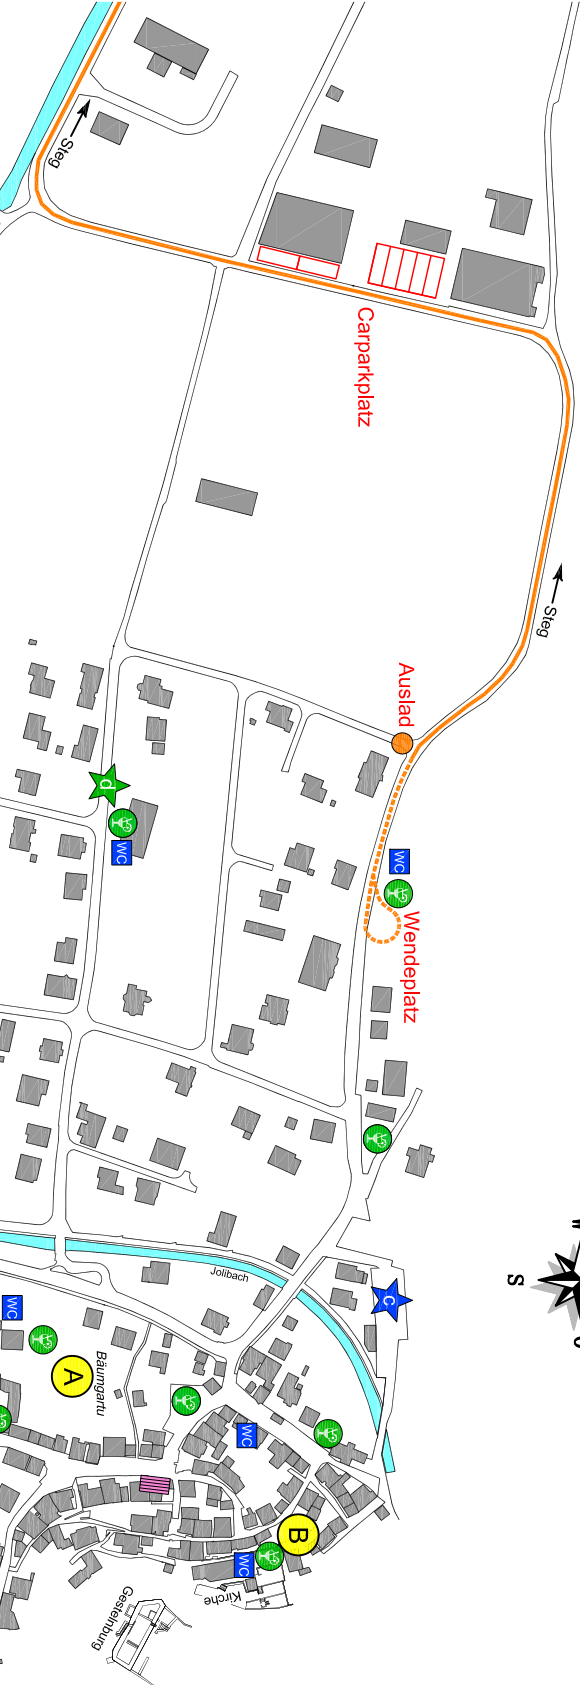 Steg
Carparkplatz
Steg
Auslad
d
WC
WC
Wendeplatz
S
C
Jolibach
WC
A
Bäumgartu
WC
B
WC
Kirche
Gestelnburg